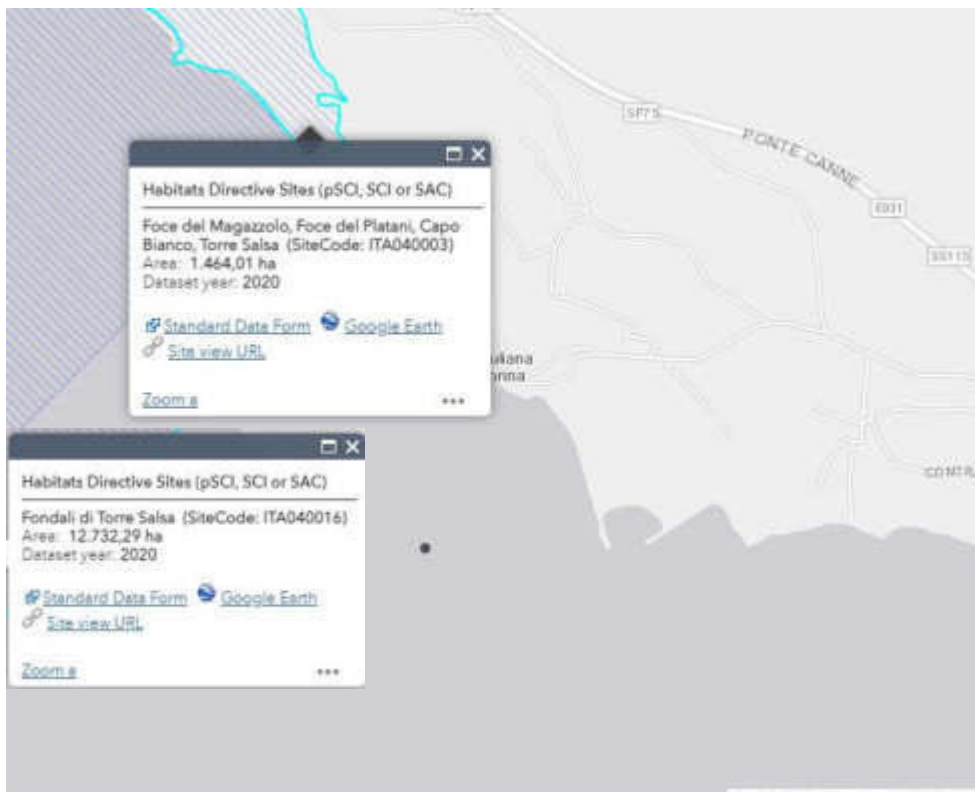 SP75
PONTE CANNE
E931
SS115
Habitats Directive Sites (pSCI, SCI or SAC)
Foce del Magazzolo, Foce del Platani, Capo
Bianco, Torre Salsa (SiteCode: ITA040003)
Area: 1.464,01 ha
Dataset year: 2020
Standard Data Form Google Earth
Site view URL
Zoom a
uliana
arina
CONTRA
Habitats Directive Sites (pSCI, SCI or SAC)
Fondali di Torre Salsa (SiteCode: ITA040016)
Area: 12.732,29 ha
Dataset year: 2020
Standard Data Form Google Earth
Site view URL
Zoom a